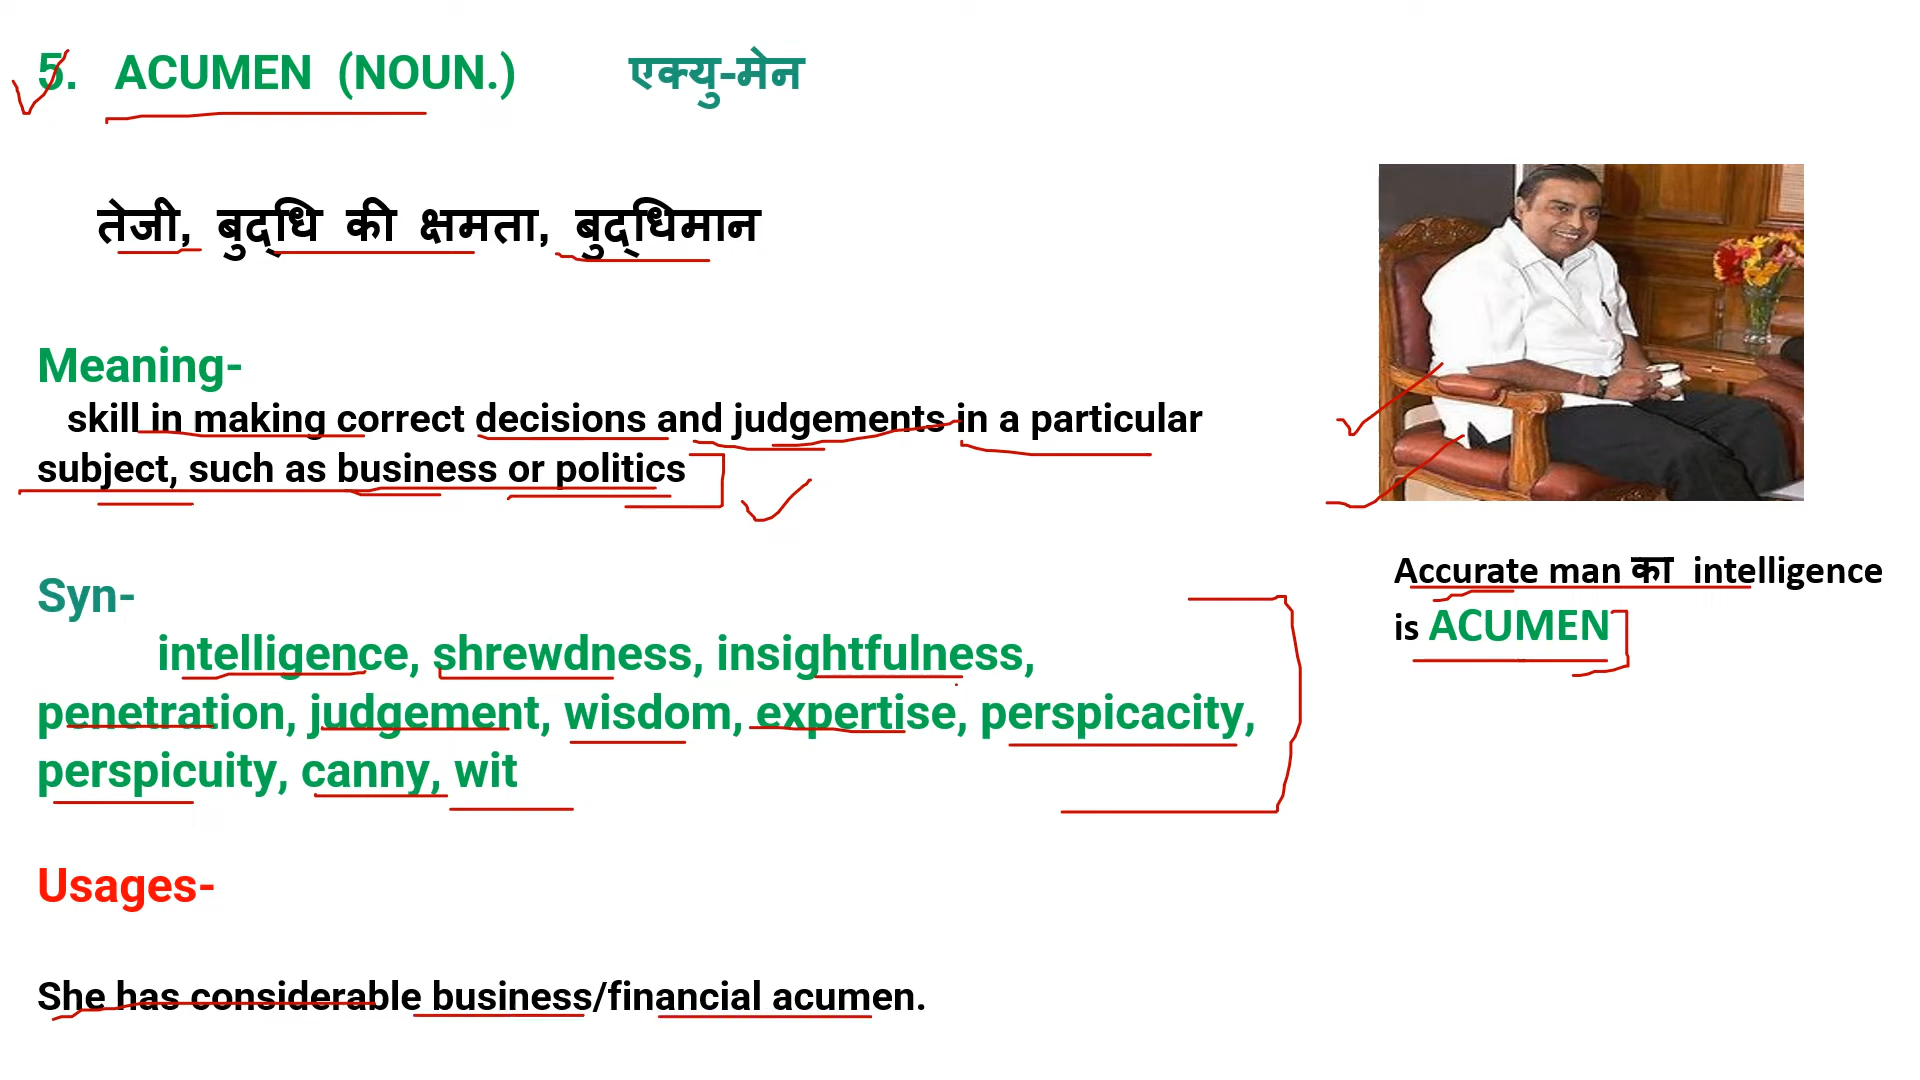 5. ACUMEN (NOUN.) एक्यु-मेन
तेजी, बुद्धि की क्षमता, बुद्धिमान
Meaning-
skill in making correct decisions and judgements in a particular
subject, such as business or politics
Syn-
intelligence, shrewdness, insightfulness,
penetration, judgement, wisdom, expertise, perspicacity,
perspicuity, canny, wit
Usages-
She has considerable business/financial acumen.
Accurate man का intelligence
is ACUMEN